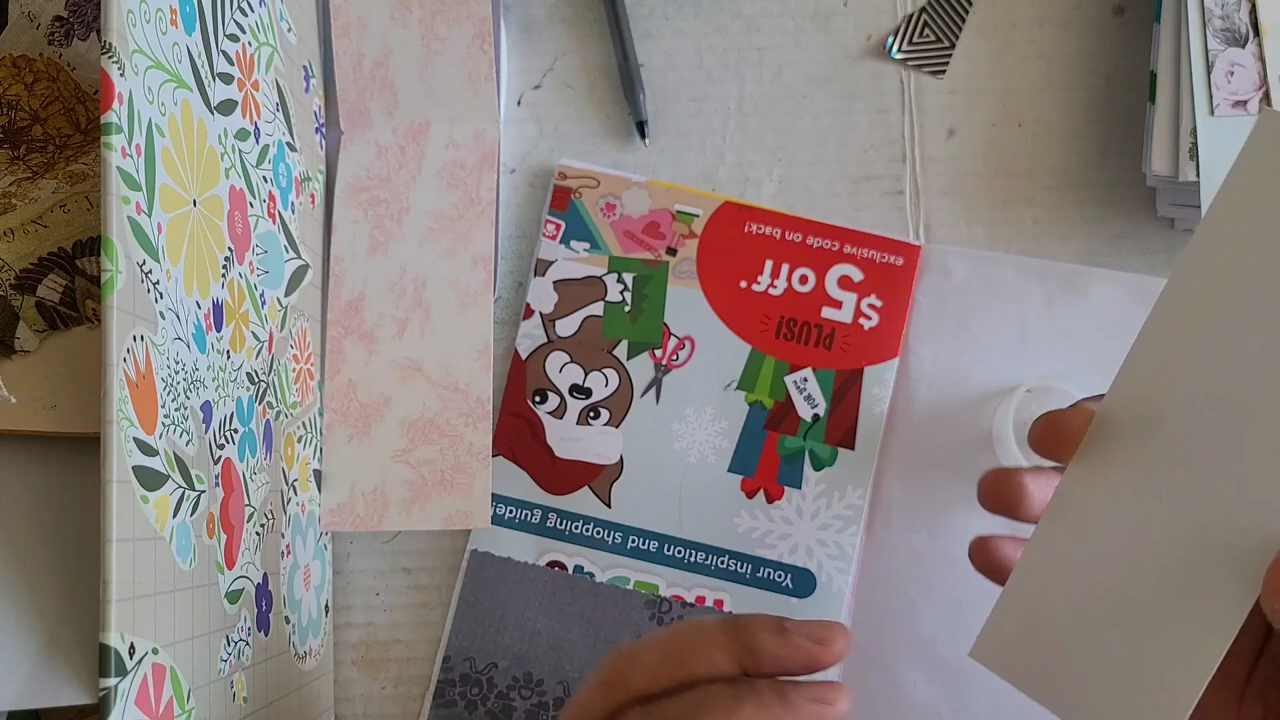 Your inspiration and shopping guide!
PLUS!
$5 off*
exclusive code on back!